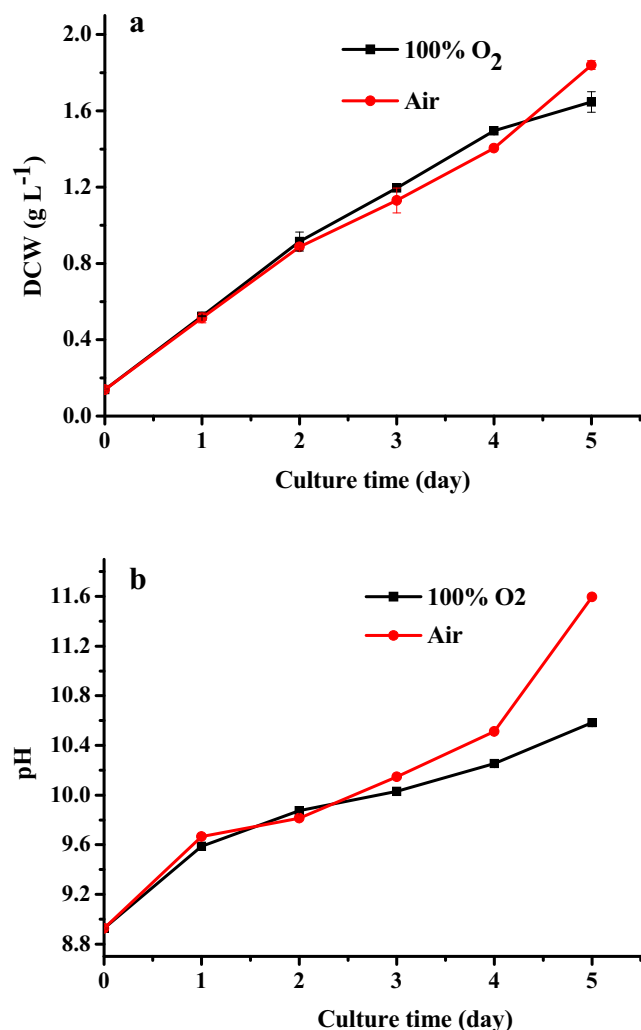 a
100% O2
Air
DCW (g L-1)
2.0
1.6
1.2
0.8
0.4
0.0
0 1 2 3 4 5
Culture time (day)
b
100% O2
Air
pH
11.6
11.2
10.8
10.4
10.0
9.6
9.2
8.8
0 1 2 3 4 5
Culture time (day)